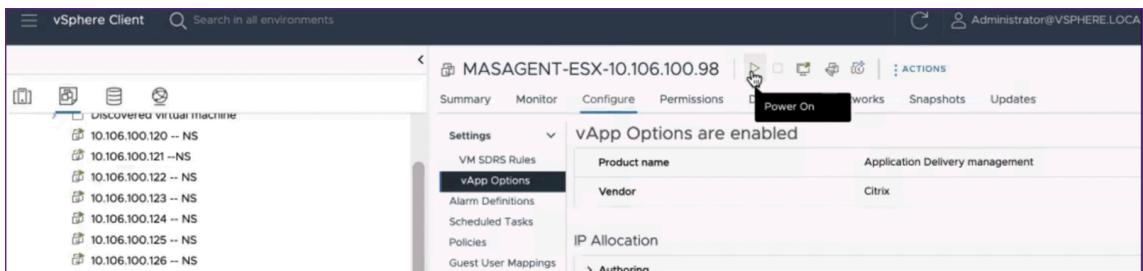 vSphere Client Search in all environments Administrator@VSPHERE.LOCA
MASAGENT-ESX-10.106.100.98 ACTIONS
Summary Monitor Configure Permissions Snapshots Updates
Power On
Discovered virtual machine
10.106.100.120 -- NS
10.106.100.121 --NS
10.106.100.122 -- NS
10.106.100.123 -- NS
10.106.100.124 -- NS
10.106.100.125 -- NS
10.106.100.126 -- NS
Settings
VM SDRS Rules
vApp Options
Alarm Definitions
Scheduled Tasks
Policies
Guest User Mappings
vApp Options are enabled
Product name Application Delivery management
Vendor Citrix
IP Allocation
Authoring